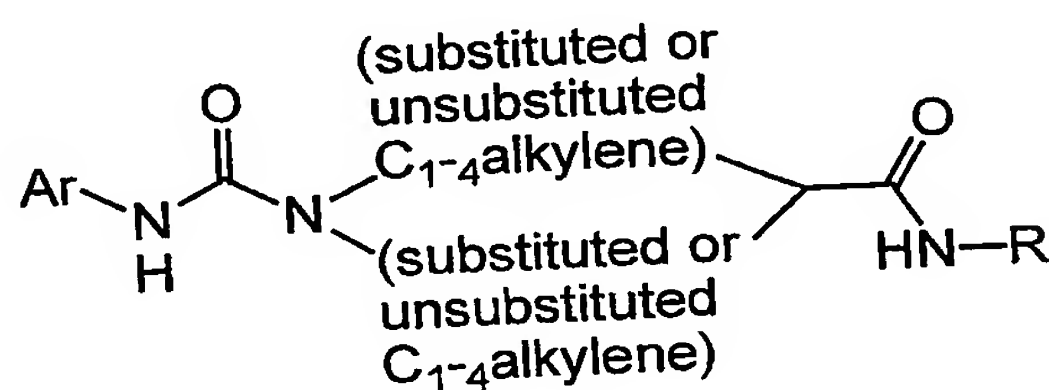 (substituted or
unsubstituted
C₁₋₄alkylene)
O
O
Ar
N
H
N
HN
R
(substituted or
unsubstituted
C₁₋₄alkylene)